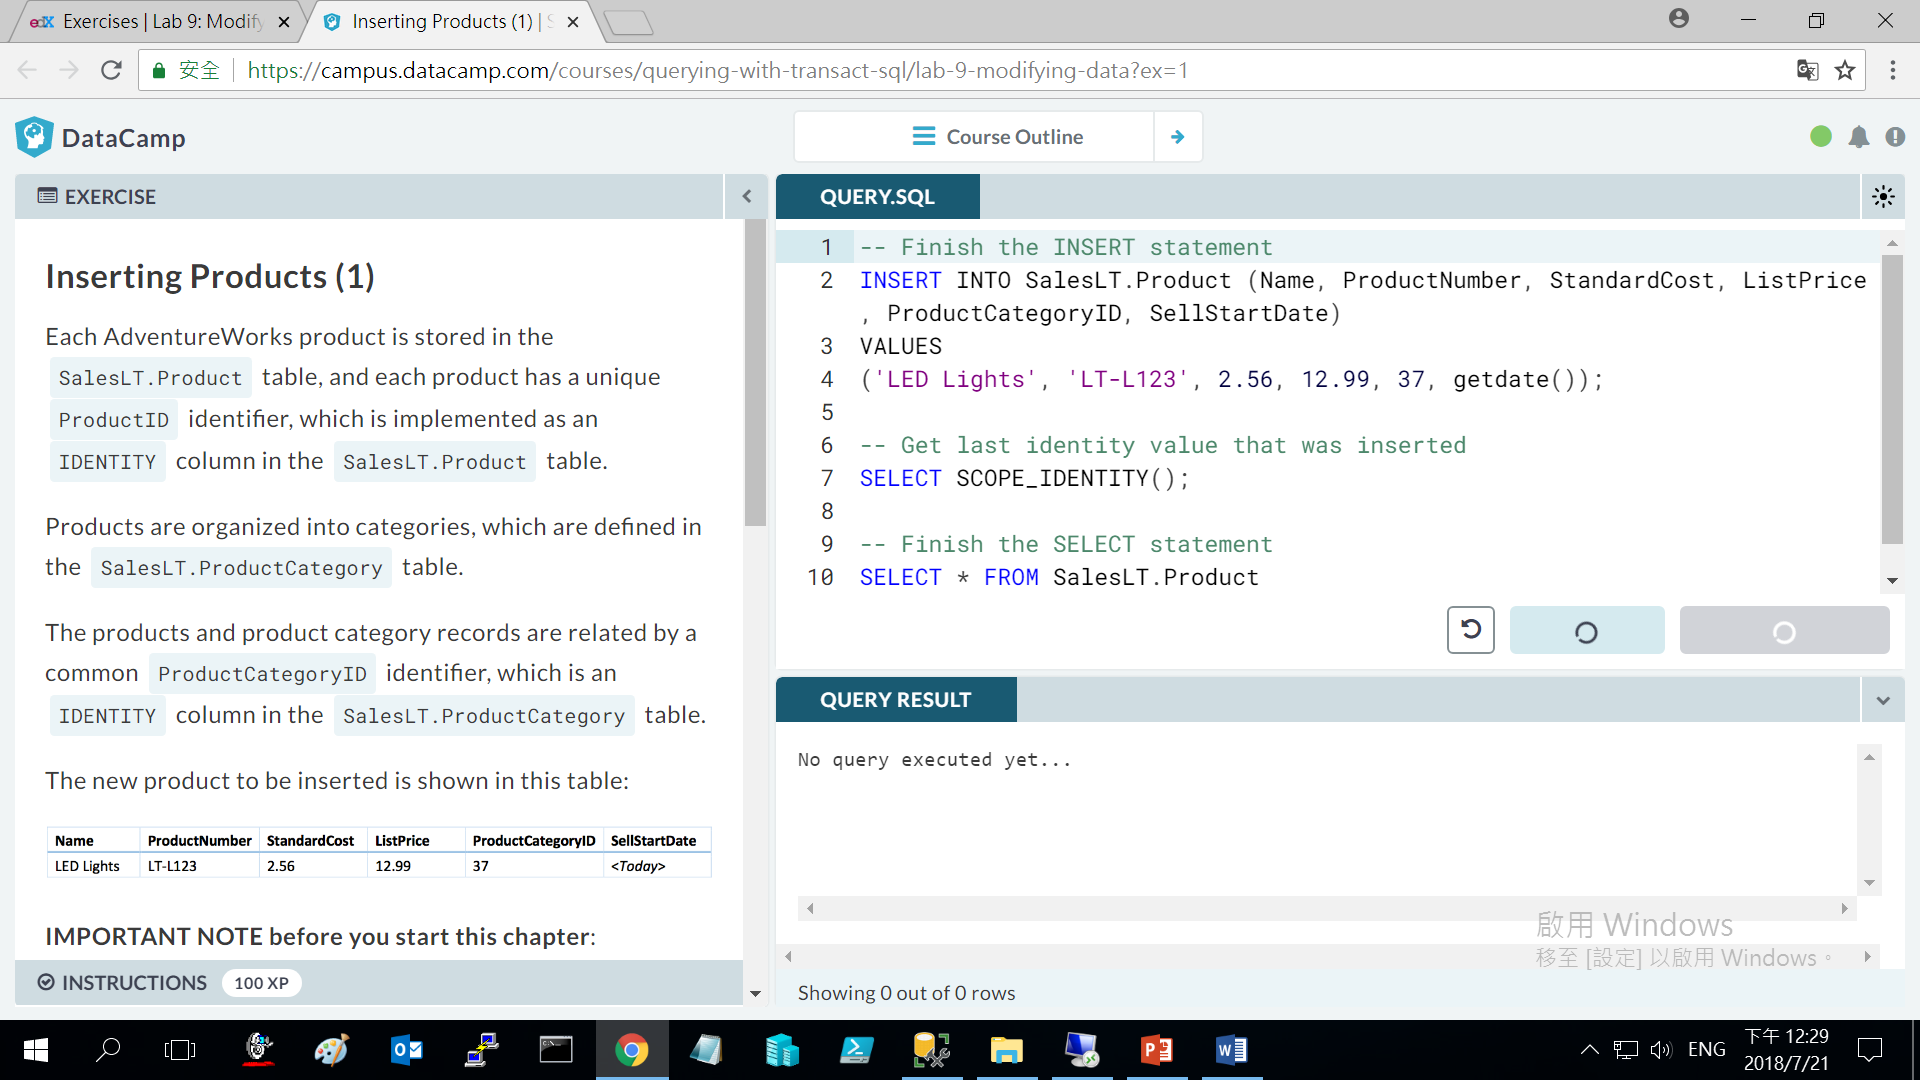 edX Exercises | Lab 9: Modify
Inserting Products (1) | S
安全
https://campus.datacamp.com/courses/querying-with-transact-sql/lab-9-modifying-data?ex=1
DataCamp
Course Outline
EXERCISE
Inserting Products (1)
Each AdventureWorks product is stored in the
SalesLT.Product table, and each product has a unique
ProductID identifier, which is implemented as an
IDENTITY column in the SalesLT.Product table.
Products are organized into categories, which are defined in
the SalesLT.ProductCategory table.
The products and product category records are related by a
common ProductCategoryID identifier, which is an
IDENTITY column in the SalesLT.ProductCategory table.
The new product to be inserted is shown in this table:
Name ProductNumber StandardCost ListPrice ProductCategoryID SellStartDate
LED Lights LT-L123 2.56 12.99 37 <Today>
IMPORTANT NOTE before you start this chapter:
INSTRUCTIONS 100 XP
QUERY.SQL
1 -- Finish the INSERT statement
2 INSERT INTO SalesLT.Product (Name, ProductNumber, StandardCost, ListPrice
, ProductCategoryID, SellStartDate)
3 VALUES
4 ('LED Lights', 'LT-L123', 2.56, 12.99, 37, getdate());
5
6 -- Get last identity value that was inserted
7 SELECT SCOPE_IDENTITY();
8
9 -- Finish the SELECT statement
10 SELECT * FROM SalesLT.Product
QUERY RESULT
No query executed yet...
啟用 Windows
移至 [設定] 以啟用 Windows。
Showing 0 out of 0 rows
ENG
下午 12:29
2018/7/21